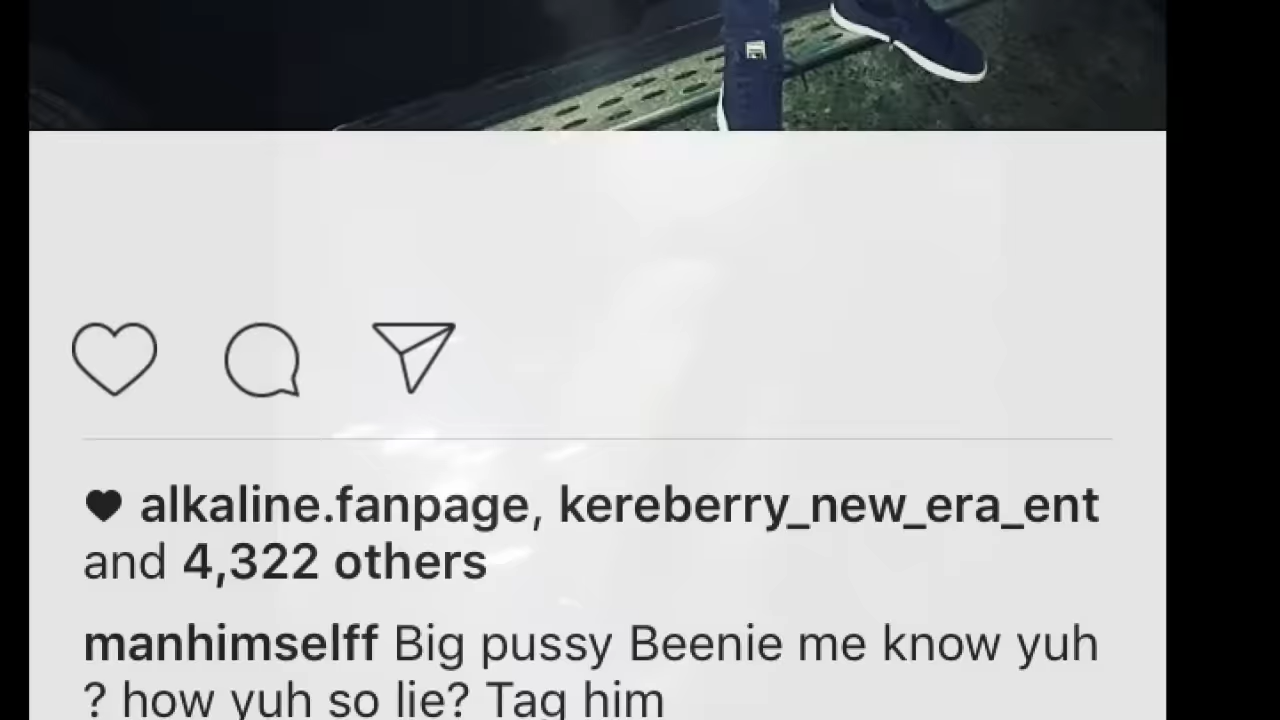 alkaline.fanpage, kereberry_new_era_ent
and 4,322 others
manhimselff Big pussy Beenie me know yuh
? how yuh so lie? Tag him